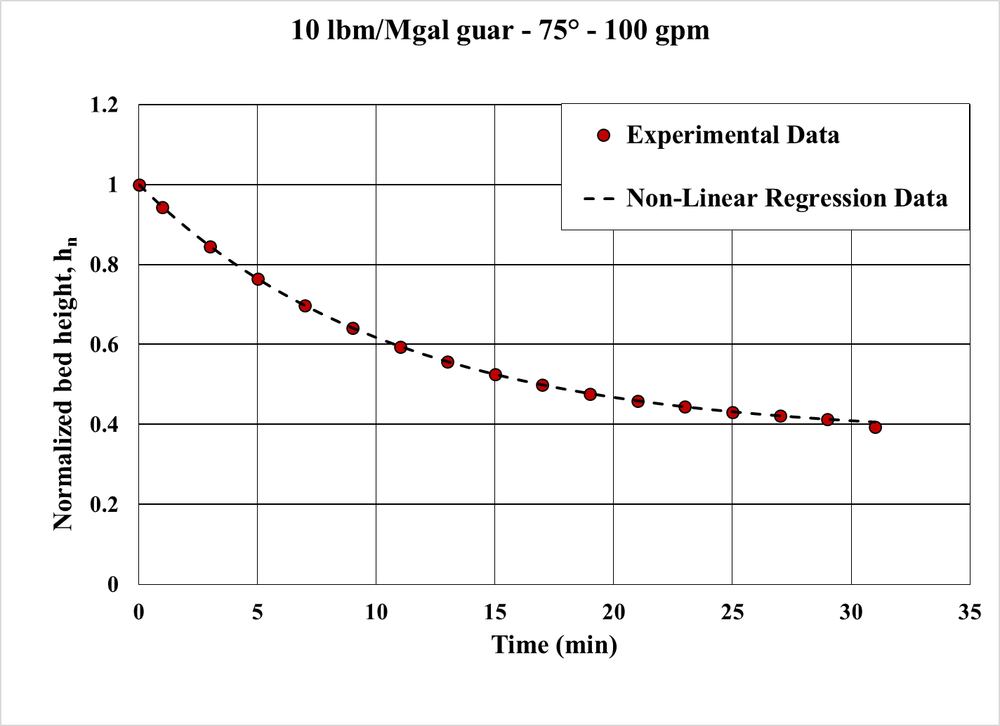 10 lbm/Mgal guar - 75° - 100 gpm
Experimental Data
Non-Linear Regression Data
Normalized bed height, hn
1.2
1
0.8
0.6
0.4
0.2
0
0 5 10 15 20 25 30 35
Time (min)